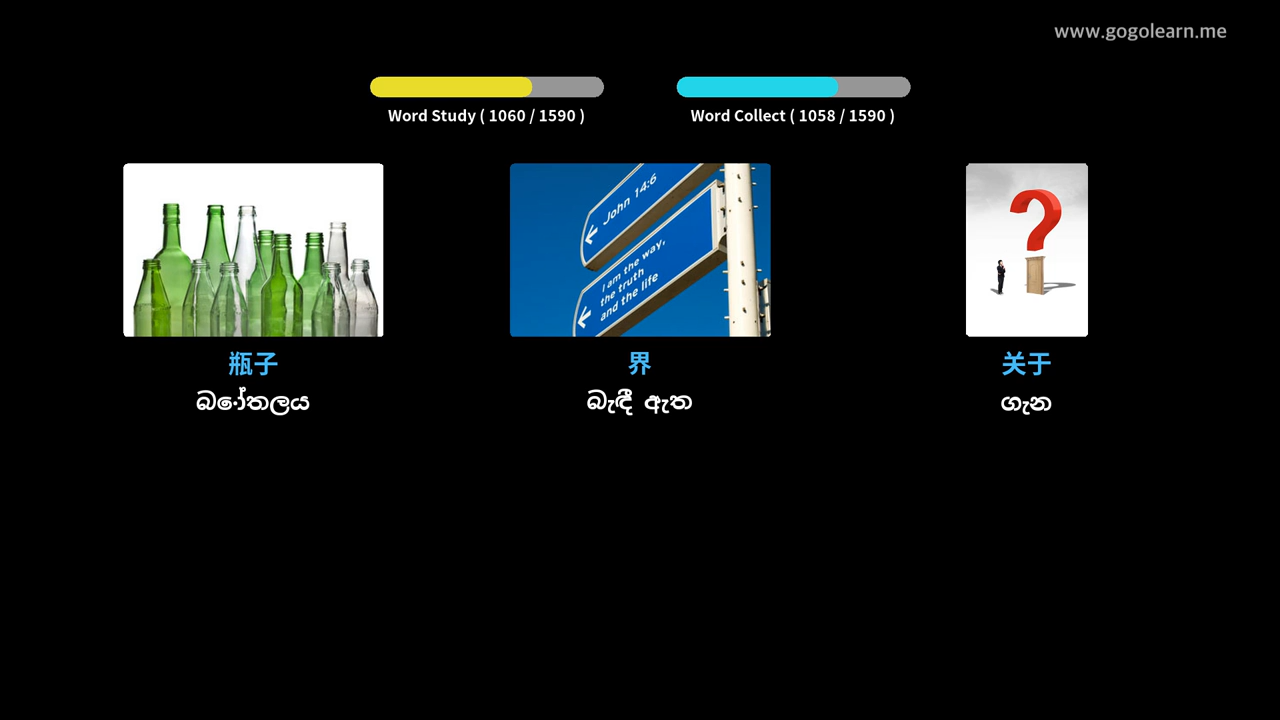 www.gogolearn.me
Word Study ( 1060 / 1590 )
Word Collect ( 1058 / 1590 )
John 14:6
I am the way,
the truth
and the life
瓶子
界
关于
බෝතලය
බැඳී ඇත
ගැන